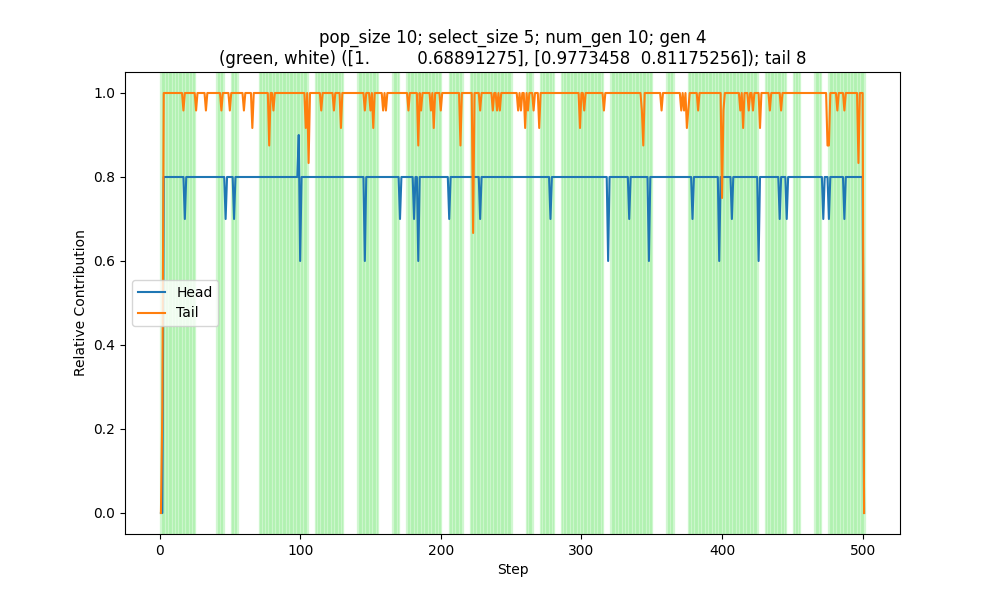 pop_size 10; select_size 5; num_gen 10; gen 4
(green, white) ([1.         0.68891275], [0.9773458  0.81175256]); tail 8
1.0
0.8
0.6
0.4
0.2
0.0
Relative Contribution
Head
Tail
0 100 200 300 400 500
Step